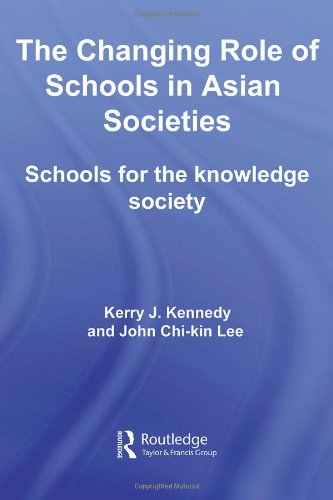 The Changing Role of
Schools in Asian
Societies
Schools for the knowledge
society
Kerry J. Kennedy
and John Chi-kin Lee
ROUTLEDGE
Routledge
Taylor & Francis Group